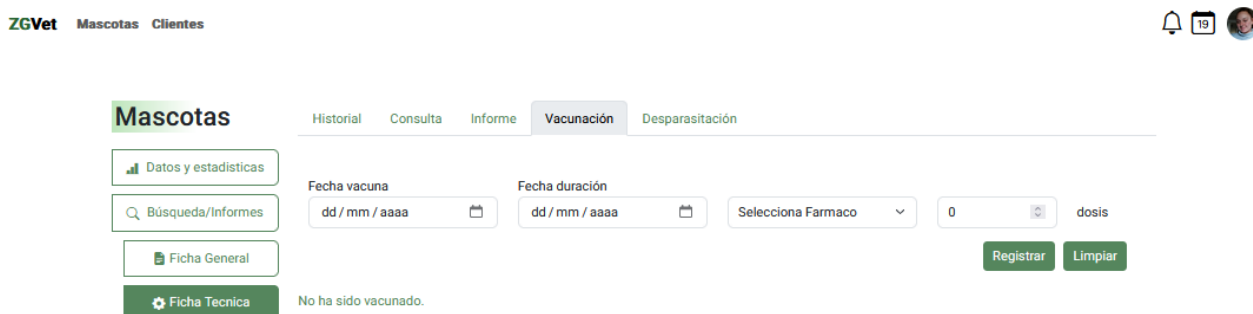 ZGVet Mascotas Clientes
19
Mascotas
Historial Consulta Informe Vacunación Desparasitación
Datos y estadisticas
Búsqueda/Informes
Ficha General
Ficha Tecnica
Fecha vacuna Fecha duración
dd / mm / aaaa dd / mm / aaaa Selecciona Farmaco 0 dosis
Registrar Limpiar
No ha sido vacunado.